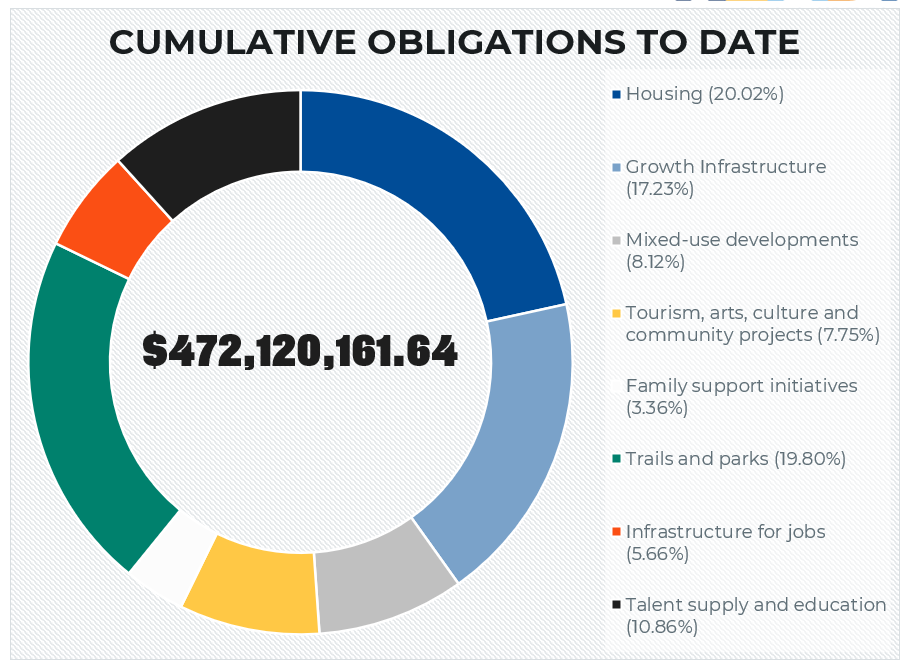 CUMULATIVE OBLIGATIONS TO DATE
$472,120,161.64
Housing (20.02%)
Growth Infrastructure
(17.23%)
Mixed-use developments
(8.12%)
Tourism, arts, culture and
community projects (7.75%)
Family support initiatives
(3.36%)
Trails and parks (19.80%)
Infrastructure for jobs
(5.66%)
Talent supply and education
(10.86%)